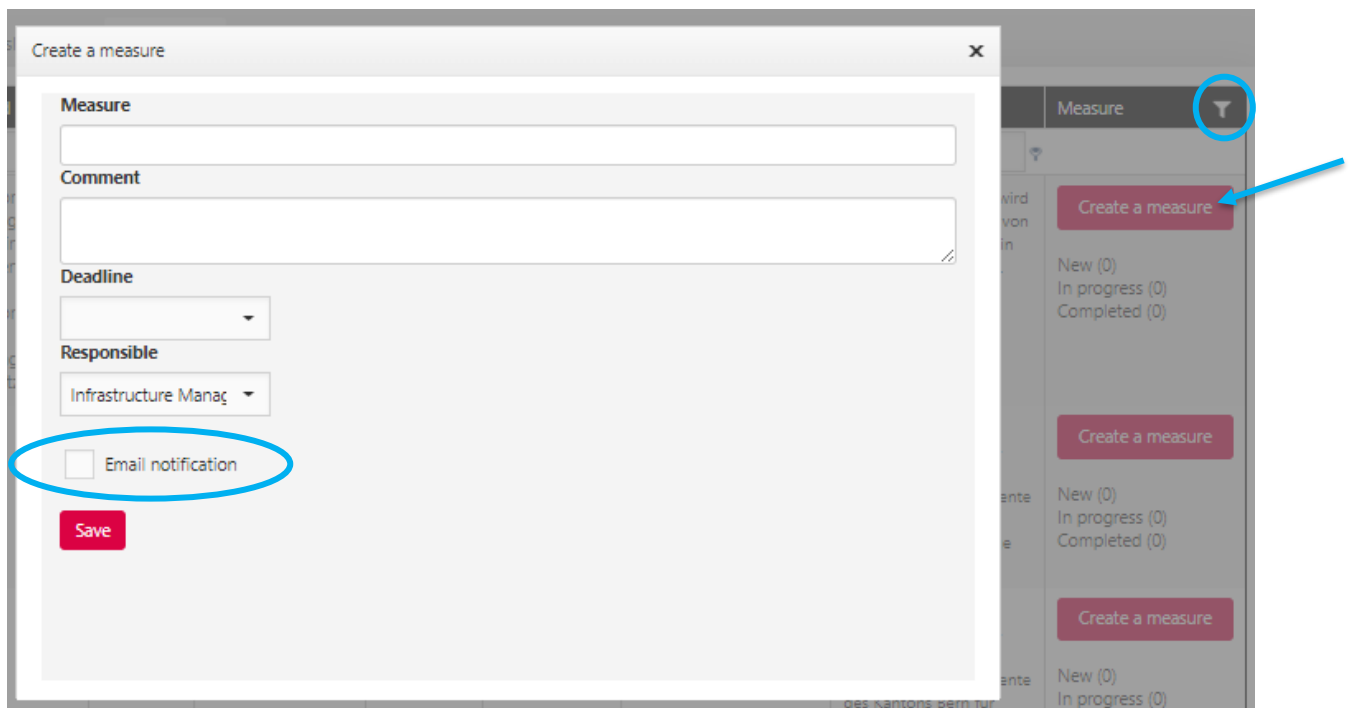 Create a measure
x
Measure
Measure
Comment
wird
von
in
Create a measure
New (0)
In progress (0)
Completed (0)
Deadline
Responsible
Infrastructure Manag
Email notification
Save
ente
e
Create a measure
New (0)
In progress (0)
Completed (0)
ente
des Kantons Bern für
Create a measure
New (0)
In progress (0)